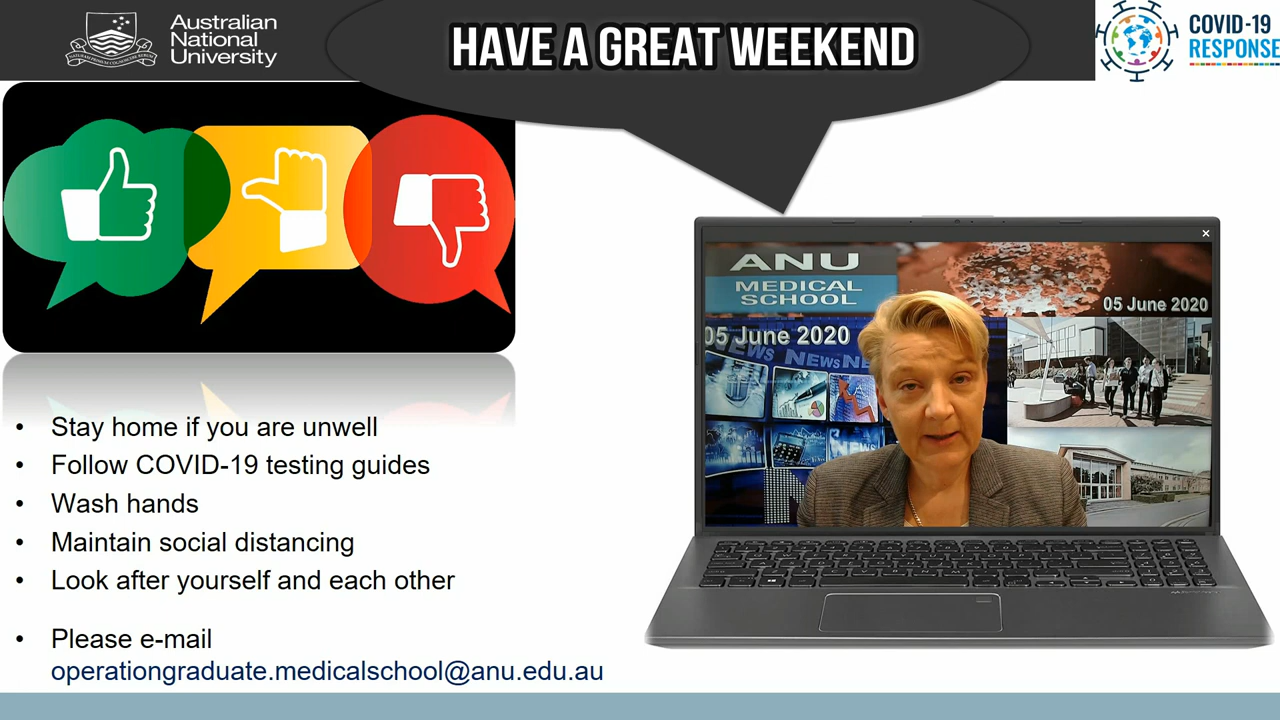 Australian
National
University
HAVE A GREAT WEEKEND
COVID-19
RESPONSE
ANU
MEDICAL
SCHOOL
05 June 2020
05 June 2020
NEWS NEWS NE
• Stay home if you are unwell
• Follow COVID-19 testing guides
• Wash hands
• Maintain social distancing
• Look after yourself and each other
• Please e-mail
operationgraduate.medicalschool@anu.edu.au